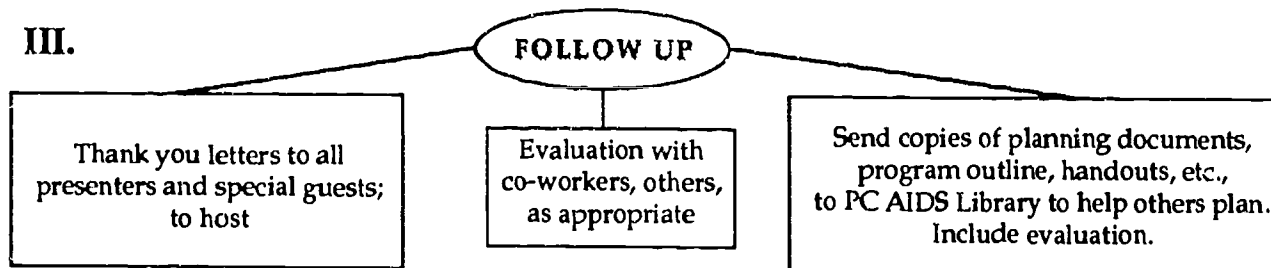 III.
FOLLOW UP
Thank you letters to all
presenters and special guests;
to host
Evaluation with
co-workers, others,
as appropriate
Send copies of planning documents,
program outline, handouts, etc.,
to PC AIDS Library to help others plan.
Include evaluation.